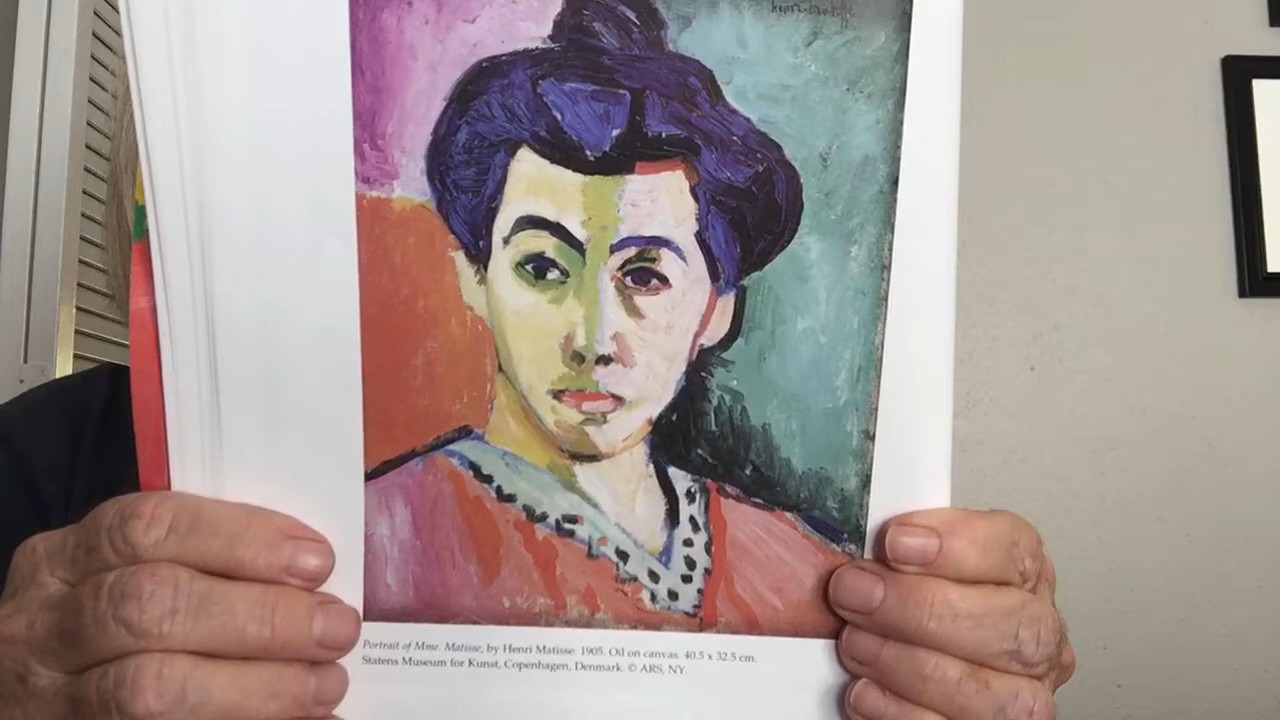 Portrait of Mme. Matisse, by Henri Matisse. 1905. Oil on canvas. 40.5 x 32.5 cm.
Statens Museum for Kunst, Copenhagen, Denmark. © ARS, NY.